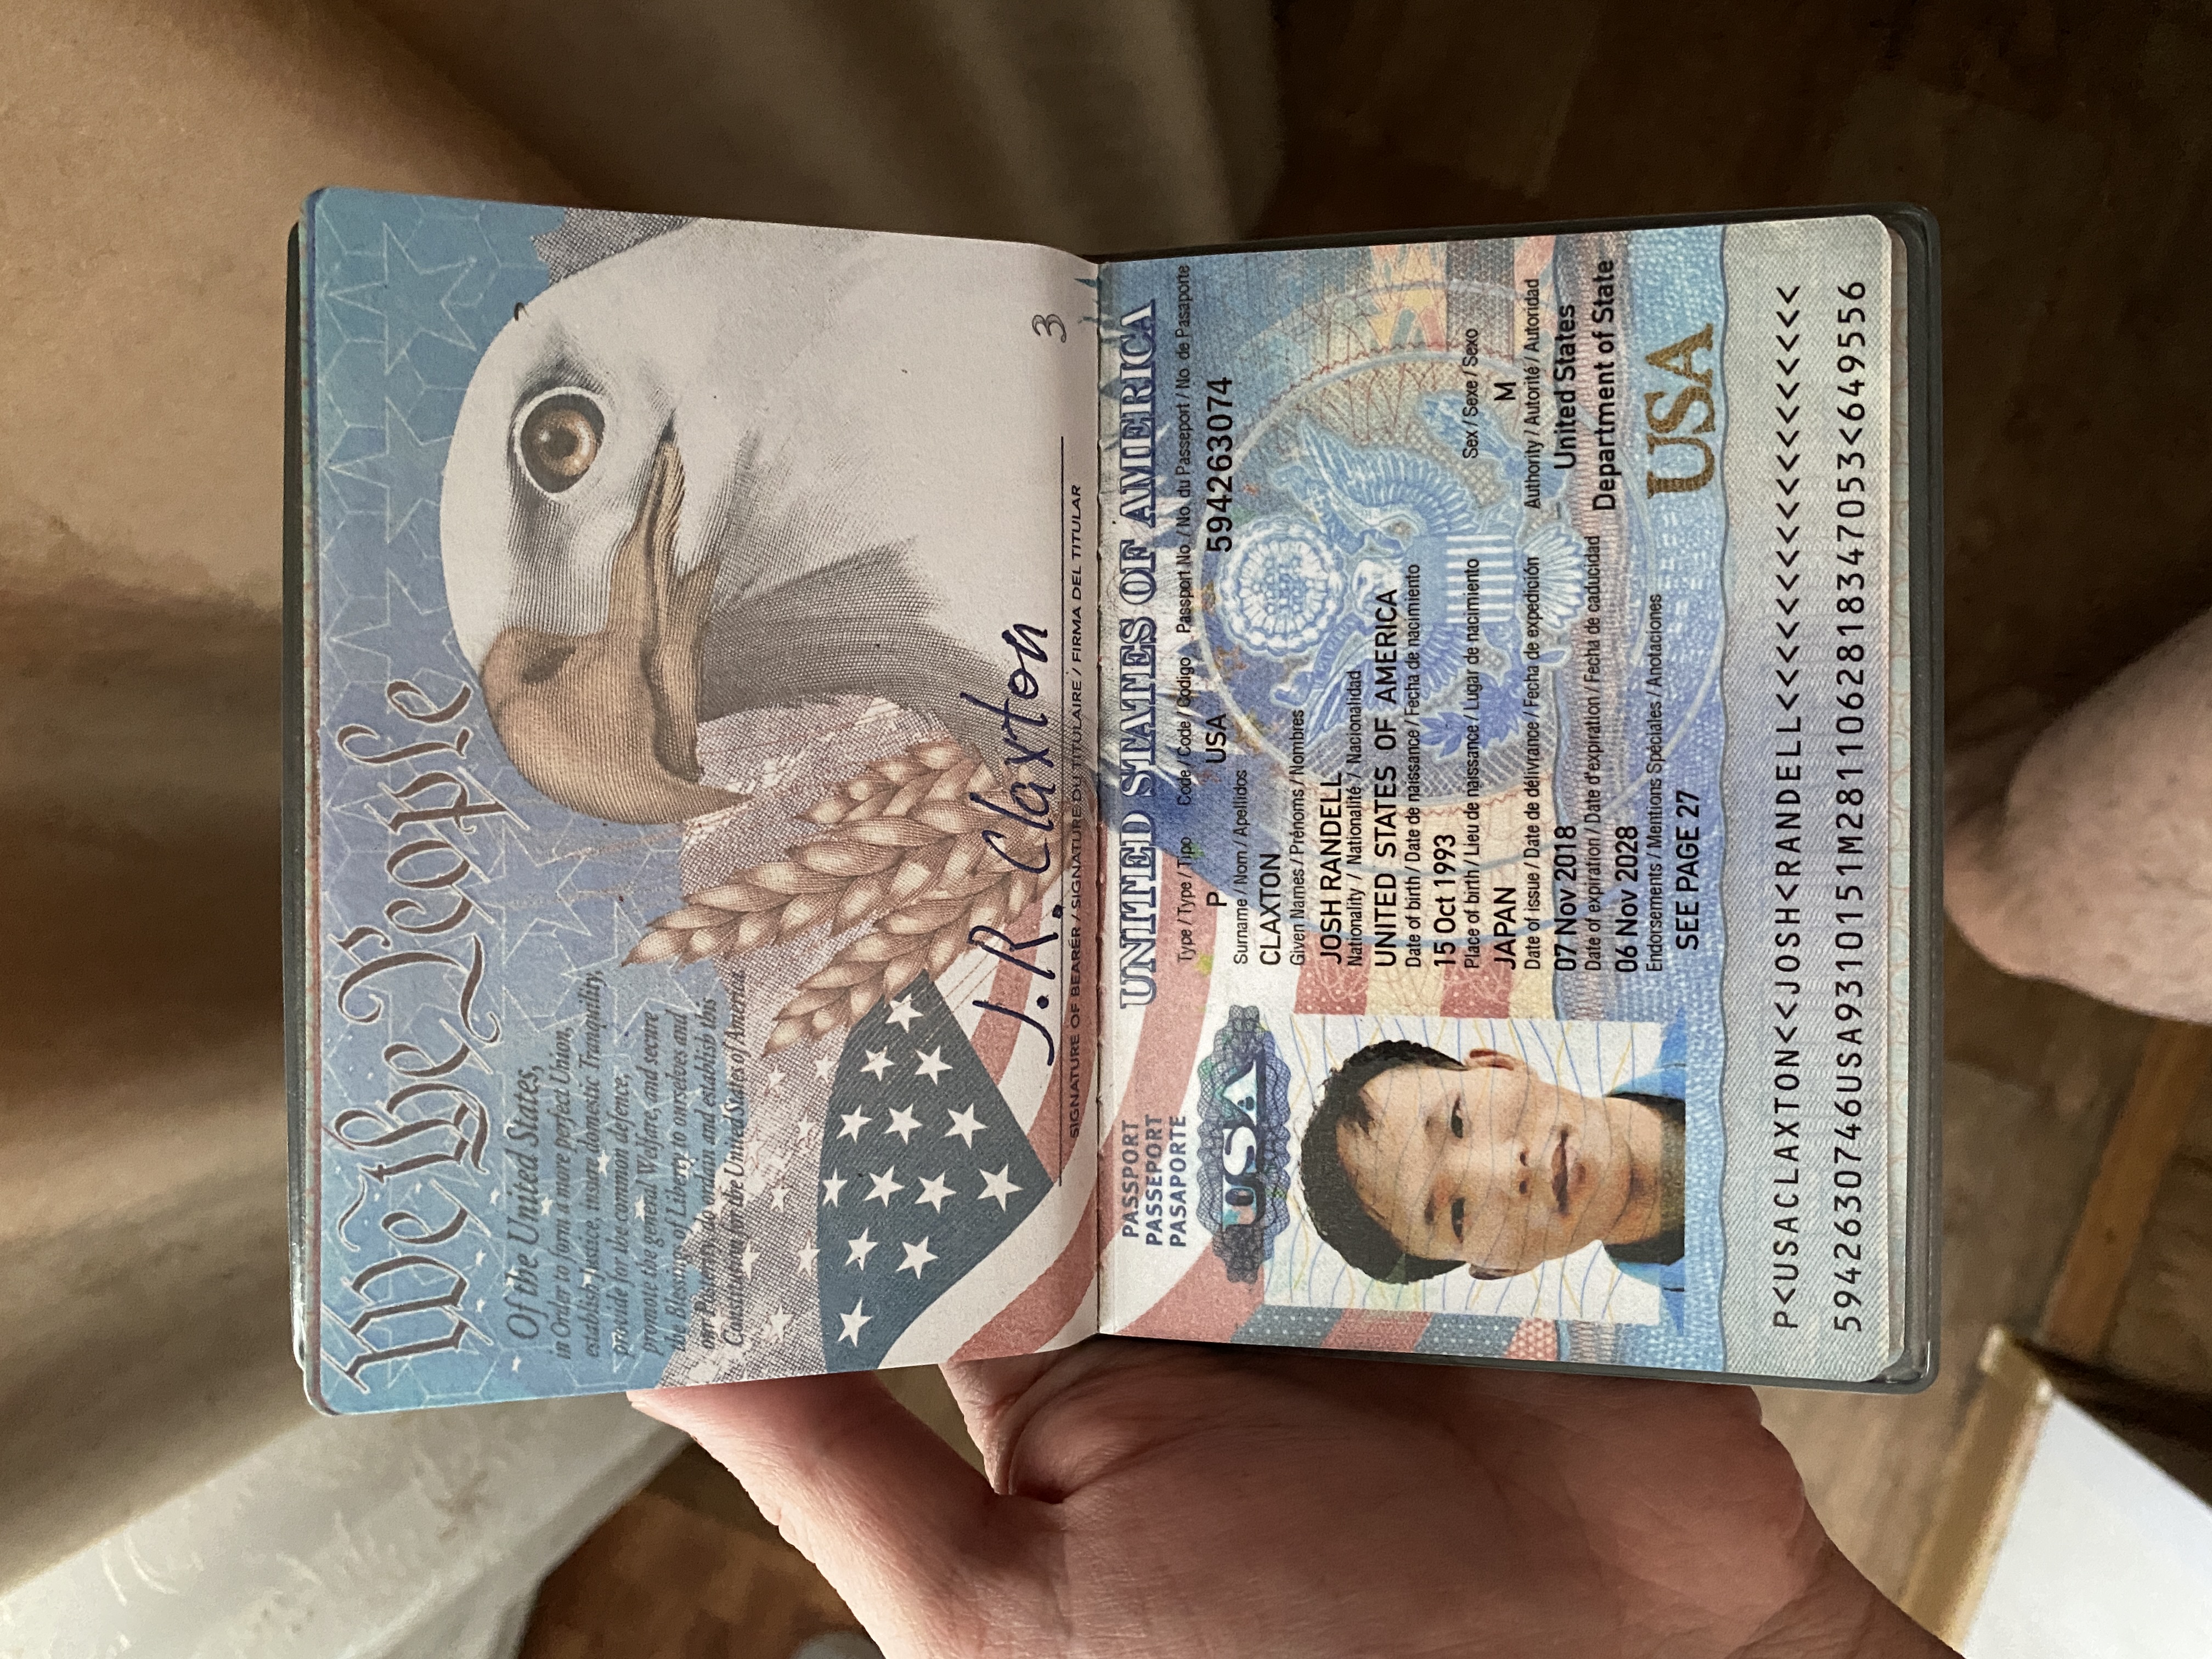 We the People
Of the United States,
in Order to form a more perfect Union,
establish Justice, insure domestic Tranquility,
provide for the common defence,
promote the general Welfare, and secure
the Blessings of Liberty to ourselves and
our Posterity, do ordain and establish this
Constitution for the United States of America.
J.R. Claxton
3
SIGNATURE OF BEARER / SIGNATURE DU TITULAIRE / FIRMA DEL TITULAR
PASSPORT
PASSEPORT
PASAPORTE
USA
UNITED STATES OF AMERICA
Type / Type / Tipo Code / Code / Codigo Passport No. / No. du Passeport / No. de Pasaporte
P USA 594263074
Surname / Nom / Apellidos
CLAXTON
Given Names / Prénoms / Nombres
JOSH RANDELL
Nationality / Nationalité / Nacionalidad
UNITED STATES OF AMERICA
Date of birth / Date de naissance / Fecha de nacimiento
15 Oct 1993
Place of birth / Lieu de naissance / Lugar de nacimiento Sex / Sexe / Sexo
JAPAN M
Date of issue / Date de délivrance / Fecha de expedición Authority / Autorité / Autoridad
07 Nov 2018 United States
Date of expiration / Date d'expiration / Fecha de caducidad Department of State
06 Nov 2028
Endorsements / Mentions Spéciales / Anotaciones
SEE PAGE 27
USA
P<USACLAXTON<<JOSH<RANDELL<<<<<<<<<<<<<<<<<<
5942630746USA9310151M2811062818347053<649556